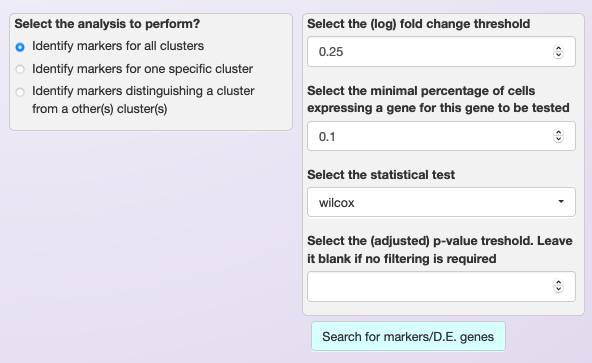 Select the analysis to perform?
Identify markers for all clusters
Identify markers for one specific cluster
Identify markers distinguishing a cluster
from a other(s) cluster(s)
Select the (log) fold change threshold
0.25
Select the minimal percentage of cells
expressing a gene for this gene to be tested
0.1
Select the statistical test
wilcox
Select the (adjusted) p-value treshold. Leave
it blank if no filtering is required
Search for markers/D.E. genes